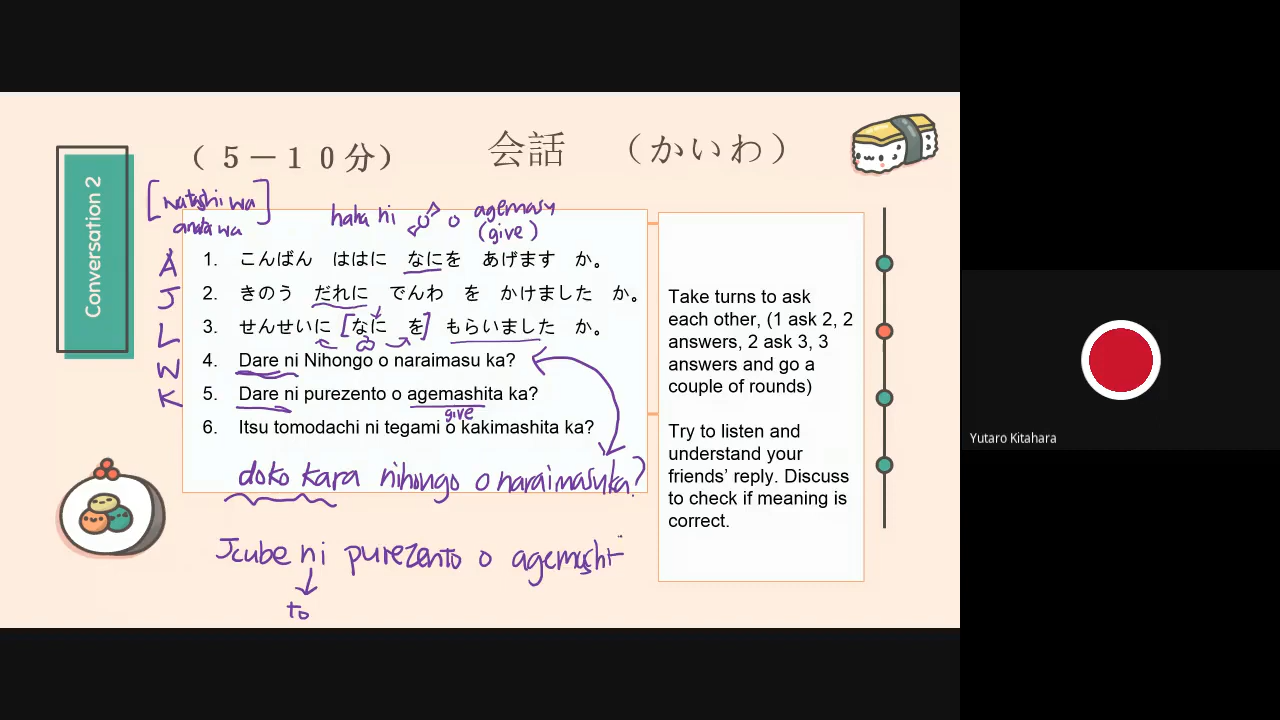 （５－１０分） 会話 （かいわ）
Conversation 2
[watashi wa]
anata wa
haha ni o agemasu
(give)
A
J
L
W
K
1. こんばん ははに なにを あげます か。
2. きのう だれに でんわ を かけました か。
3. せんせいに [なに を] もらいました か。
4. Dare ni Nihongo o naraimasu ka?
5. Dare ni purezento o agemashita ka?
give
6. Itsu tomodachi ni tegami o kakimashita ka?
doko kara nihongo o naraimasuka?
Jcube ni purezento o agemashi
to
Take turns to ask
each other, (1 ask 2, 2
answers, 2 ask 3, 3
answers and go a
couple of rounds)
Try to listen and
understand your
friends’ reply. Discuss
to check if meaning is
correct.
Yutaro Kitahara